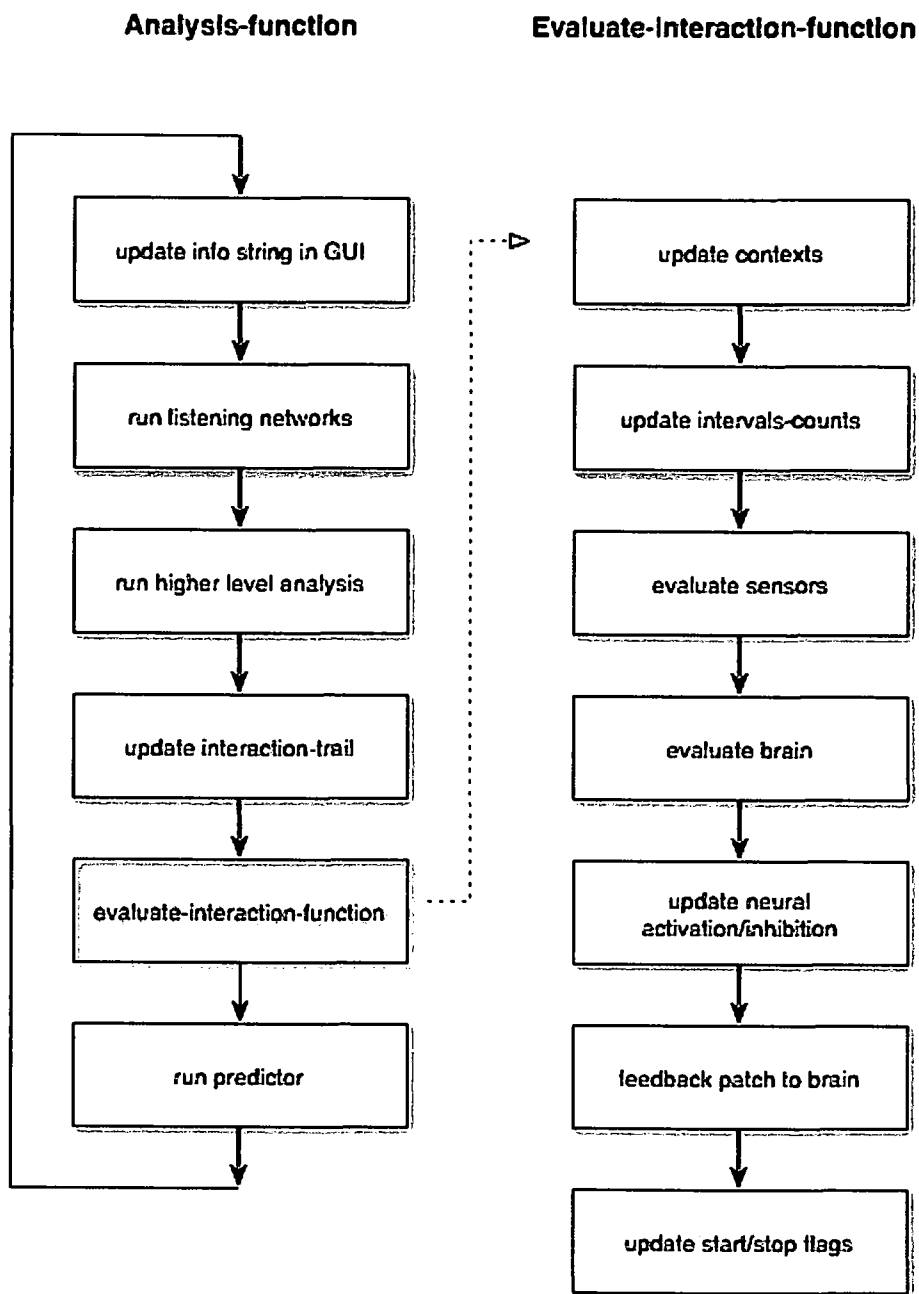 Analysis-function
Evaluate-interaction-function
update info string in GUI
run listening networks
run higher level analysis
update interaction-trail
evaluate-interaction-function
run predictor
update contexts
update intervals-counts
evaluate sensors
evaluate brain
update neural
activation/inhibition
feedback patch to brain
update start/stop flags